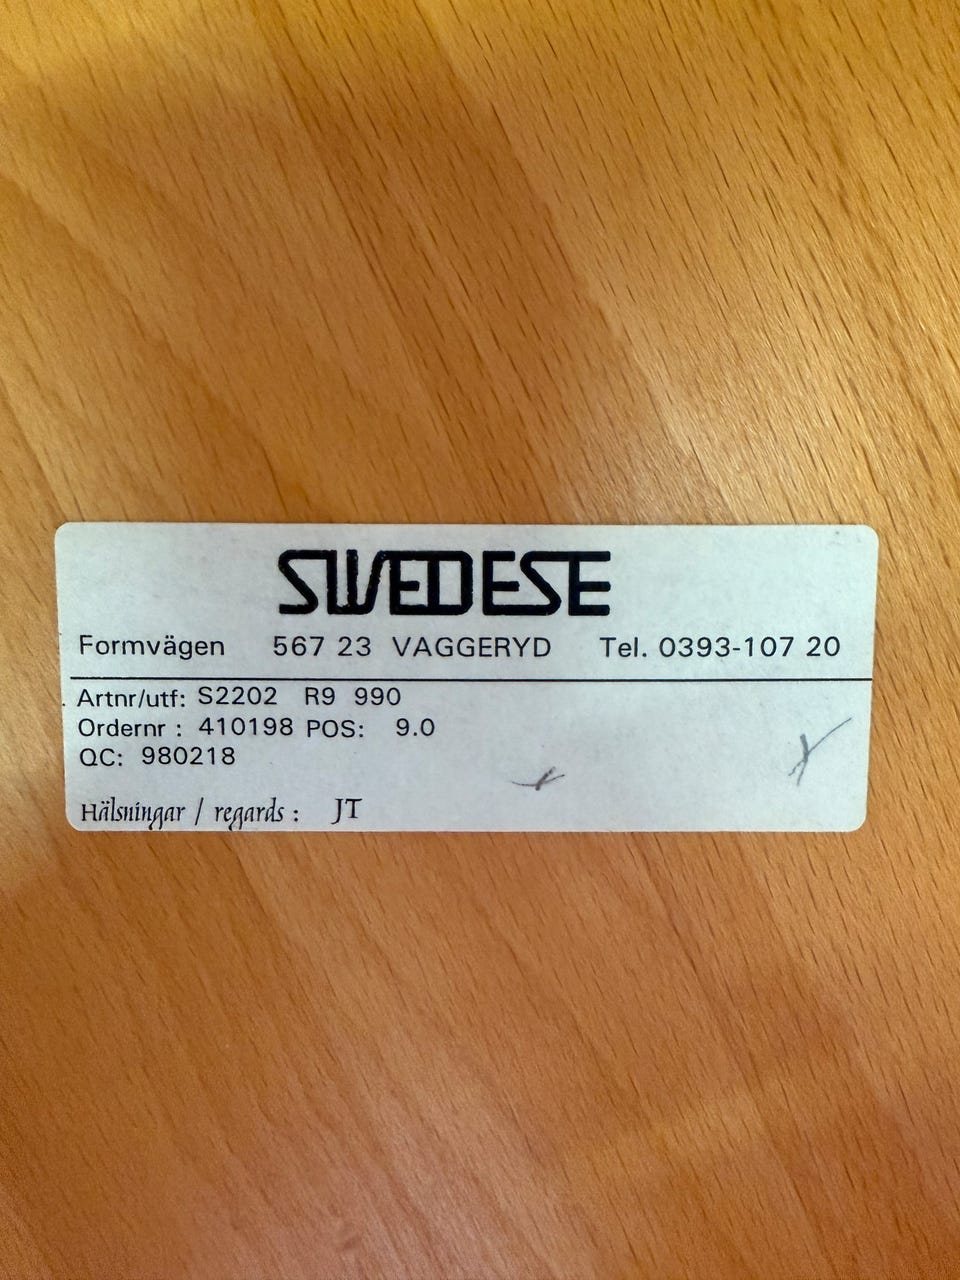 SWEDESE
Formvägen 567 23 VAGGERYD Tel. 0393-107 20
Artnr/utf: S2202 R9 990
Ordernr : 410198 POS: 9.0
QC: 980218
Hälsningar / regards : JT